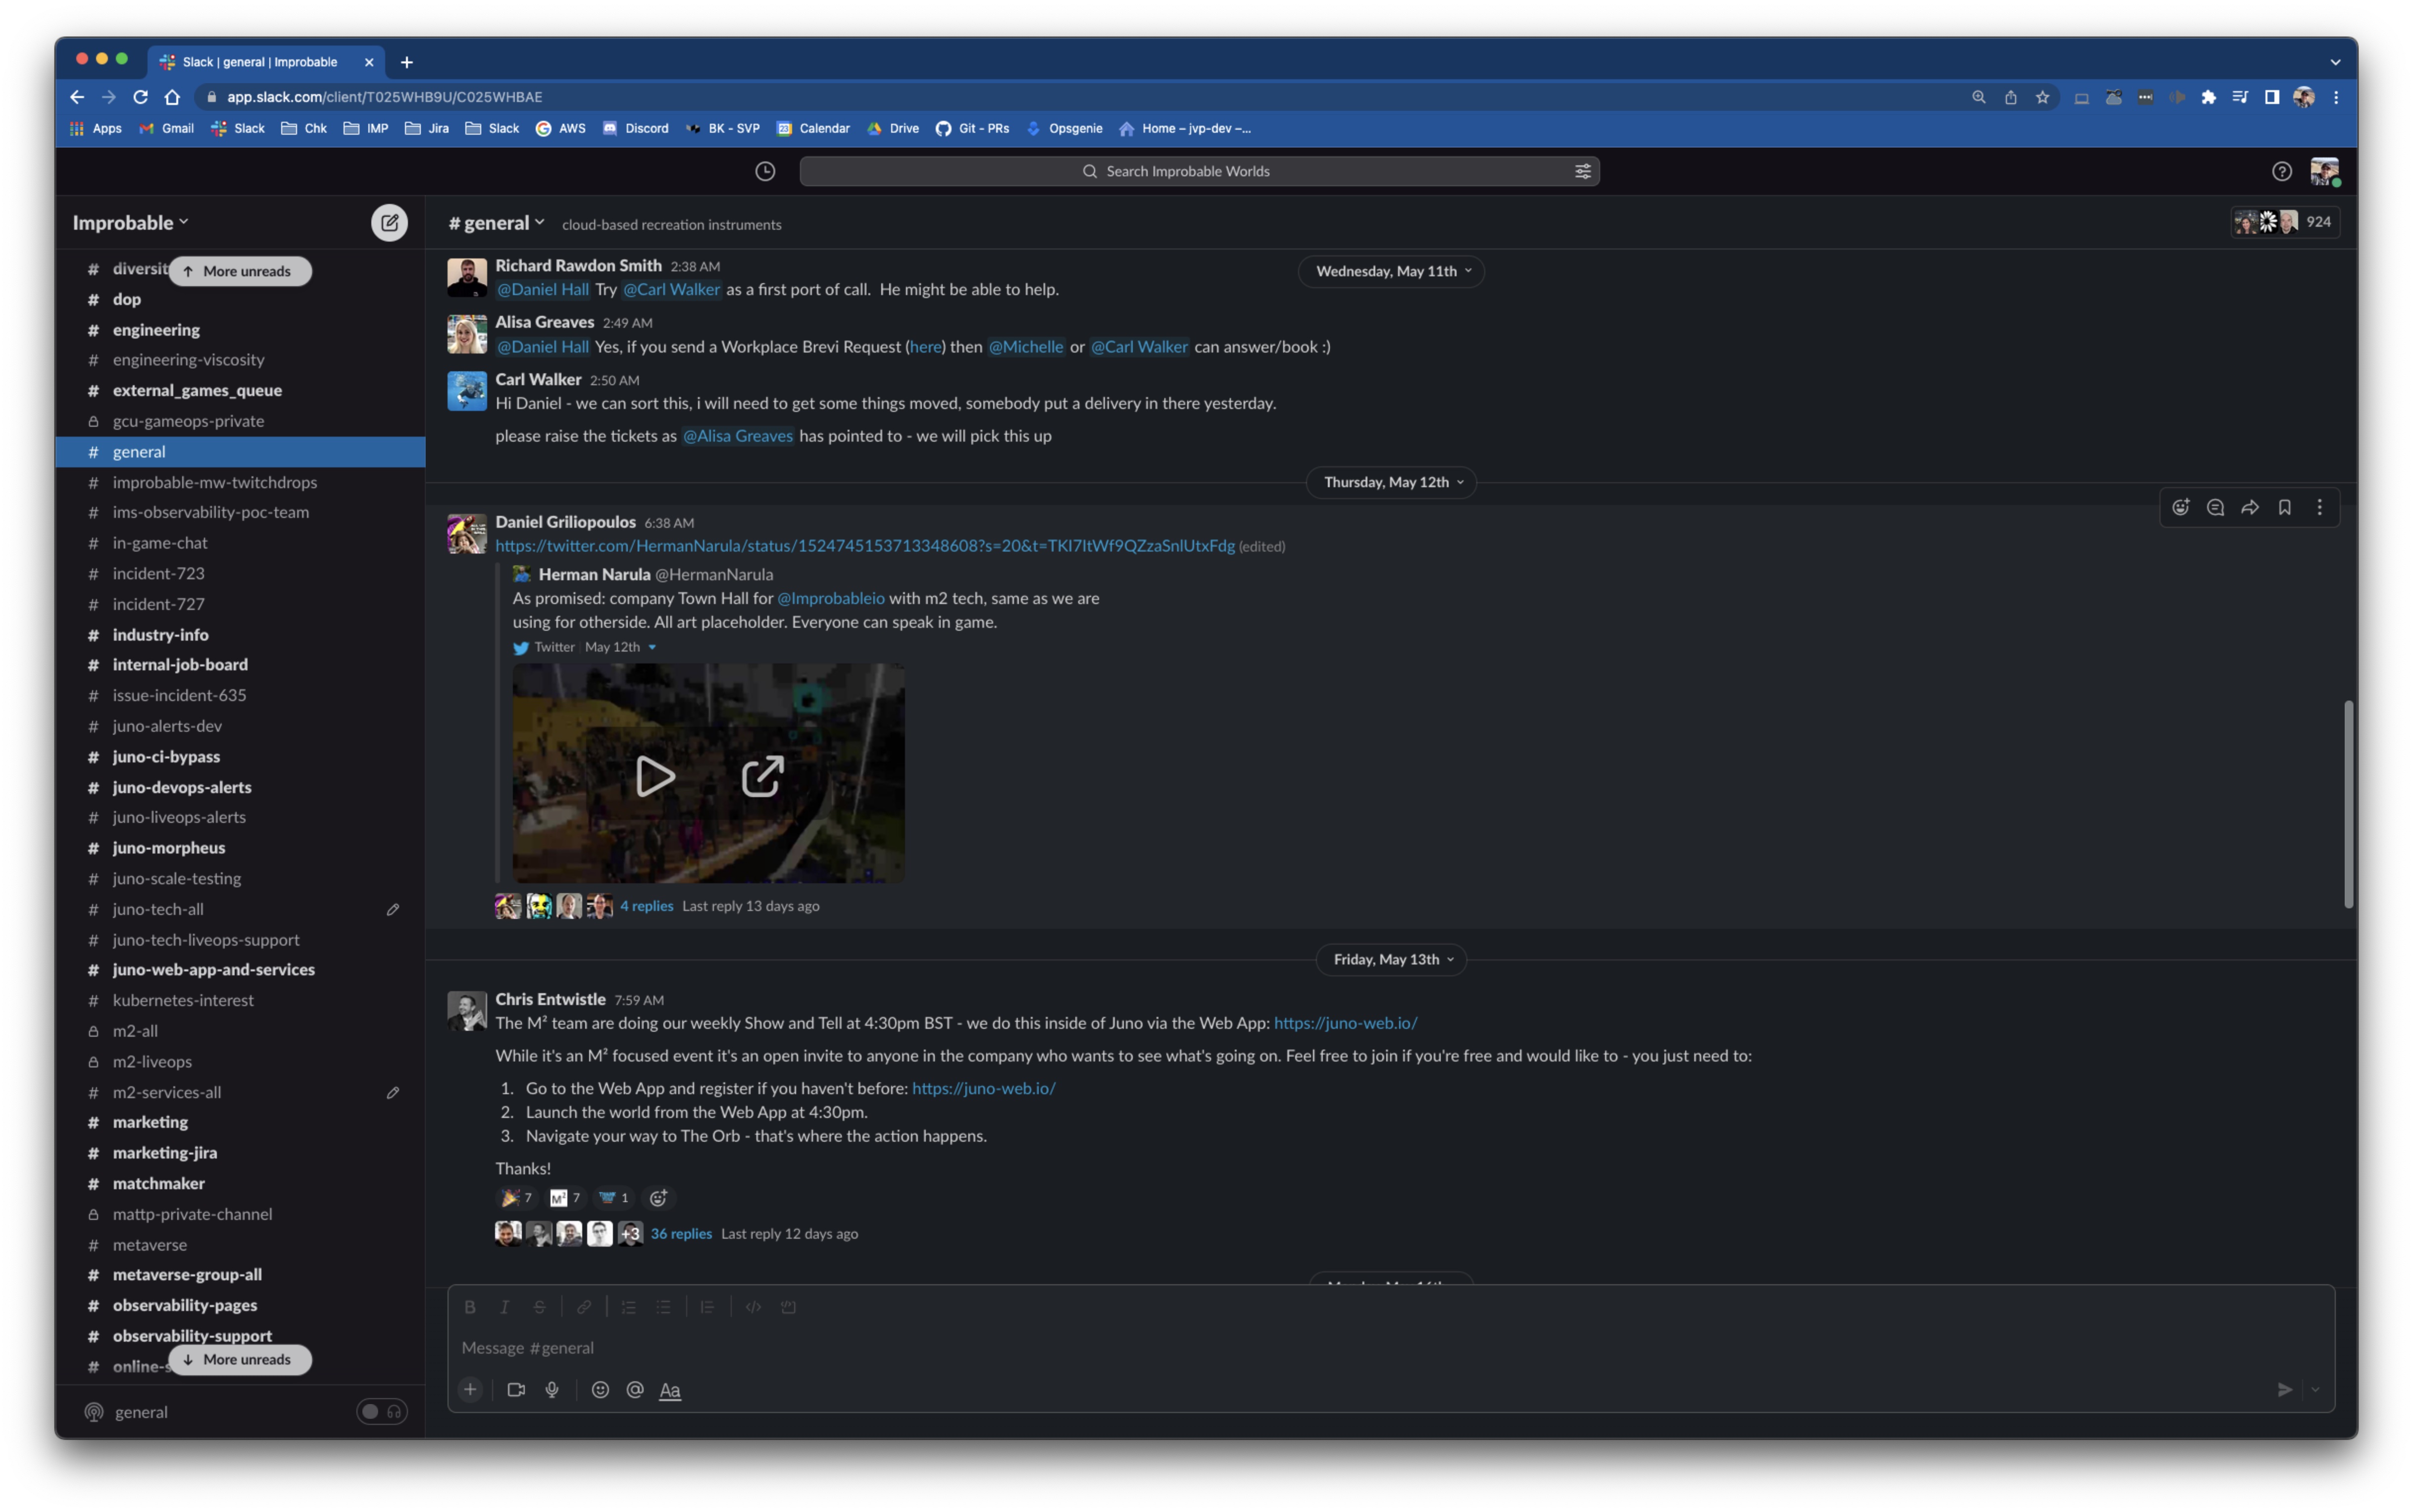 Slack | general | Improbable
app.slack.com/client/T025WHB9U/C025WHBAE
Apps Gmail Slack Chk IMP Jira Slack AWS Discord BK - SVP Calendar Drive Git - PRs Opsgenie Home – jvp-dev –...
Search Improbable Worlds
Improbable
# general cloud-based recreation instruments
924
More unreads
# diversit
# dop
# engineering
# engineering-viscosity
# external_games_queue
gcu-gameops-private
# general
# improbable-mw-twitchdrops
# ims-observability-poc-team
# in-game-chat
# incident-723
# incident-727
# industry-info
# internal-job-board
# issue-incident-635
# juno-alerts-dev
# juno-ci-bypass
# juno-devops-alerts
# juno-liveops-alerts
# juno-morpheus
# juno-scale-testing
# juno-tech-all
# juno-tech-liveops-support
# juno-web-app-and-services
# kubernetes-interest
m2-all
m2-liveops
# m2-services-all
# marketing
# marketing-jira
# matchmaker
mattp-private-channel
# metaverse
# metaverse-group-all
# observability-pages
# observability-support
# online-s
More unreads
general
Wednesday, May 11th
Richard Rawdon Smith 2:38 AM
@Daniel Hall Try @Carl Walker as a first port of call. He might be able to help.
Alisa Greaves 2:49 AM
@Daniel Hall Yes, if you send a Workplace Brevi Request (here) then @Michelle or @Carl Walker can answer/book :)
Carl Walker 2:50 AM
Hi Daniel - we can sort this, i will need to get some things moved, somebody put a delivery in there yesterday.
please raise the tickets as @Alisa Greaves has pointed to - we will pick this up
Thursday, May 12th
Daniel Griliopoulos 6:38 AM
https://twitter.com/HermanNarula/status/1524745153713348608?s=20&t=TKI7ItWf9QZzaSnlUtxFdg (edited)
Herman Narula @HermanNarula
As promised: company Town Hall for @Improbableio with m2 tech, same as we are
using for otherside. All art placeholder. Everyone can speak in game.
Twitter May 12th
4 replies Last reply 13 days ago
Friday, May 13th
Chris Entwistle 7:59 AM
The M² team are doing our weekly Show and Tell at 4:30pm BST - we do this inside of Juno via the Web App: https://juno-web.io/
While it's an M² focused event it's an open invite to anyone in the company who wants to see what's going on. Feel free to join if you're free and would like to - you just need to:
1. Go to the Web App and register if you haven't before: https://juno-web.io/
2. Launch the world from the Web App at 4:30pm.
3. Navigate your way to The Orb - that's where the action happens.
Thanks!
7 M² 7 1
+3 36 replies Last reply 12 days ago
Message #general
Aa